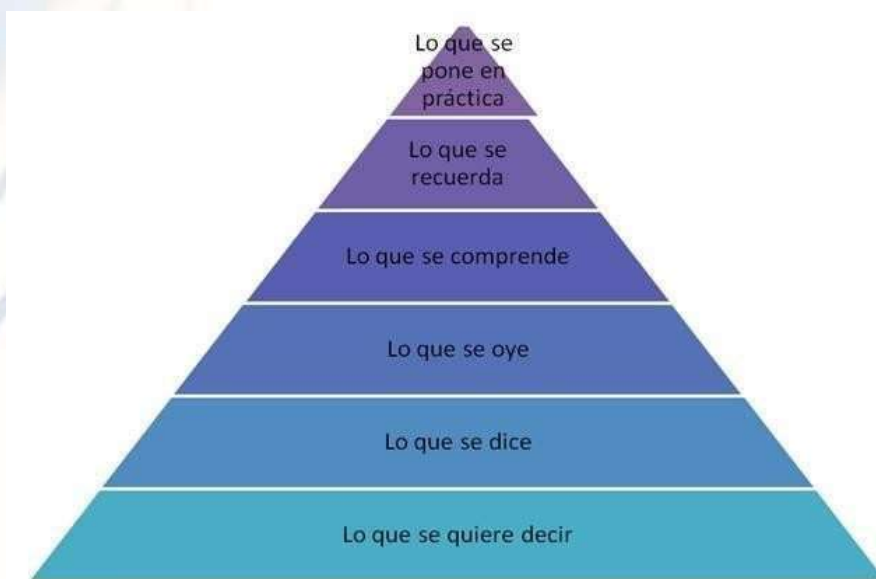 Lo que se
pone en
práctica
Lo que se
recuerda
Lo que se comprende
Lo que se oye
Lo que se dice
Lo que se quiere decir